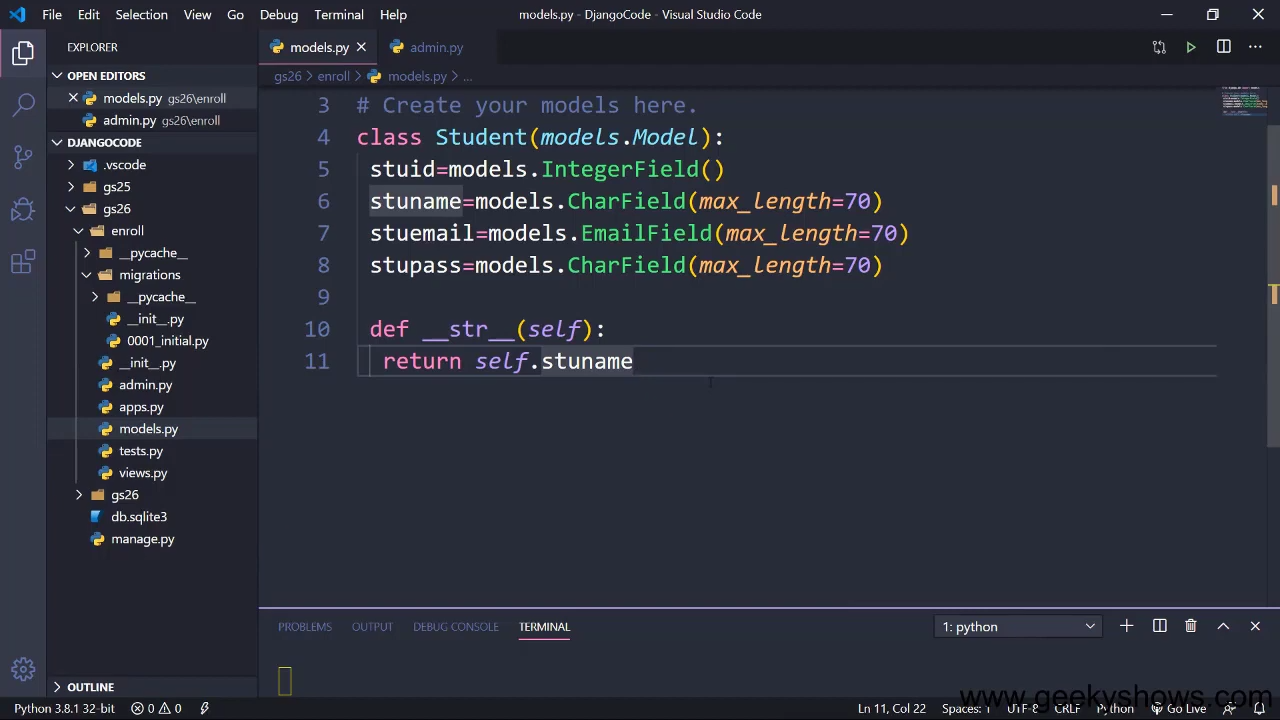 File Edit Selection View Go Debug Terminal Help models.py - DjangoCode - Visual Studio Code
EXPLORER
OPEN EDITORS
models.py gs26\enroll
admin.py gs26\enroll
DJANGOCODE
.vscode
gs25
gs26
enroll
__pycache__
migrations
__pycache__
__init__.py
0001_initial.py
__init__.py
admin.py
apps.py
models.py
tests.py
views.py
gs26
db.sqlite3
manage.py
OUTLINE
models.py admin.py
gs26 > enroll > models.py > ...
3 # Create your models here.
4 class Student(models.Model):
5 stuid=models.IntegerField()
6 stuname=models.CharField(max_length=70)
7 stuemail=models.EmailField(max_length=70)
8 stupass=models.CharField(max_length=70)
9
10 def __str__(self):
11 return self.stuname
PROBLEMS OUTPUT DEBUG CONSOLE TERMINAL 1: python
www.geekyshows.com
Python 3.8.1 32-bit 0 0 Ln 11, Col 22 Spaces: 1 UTF-8 CRLF Python Go Live